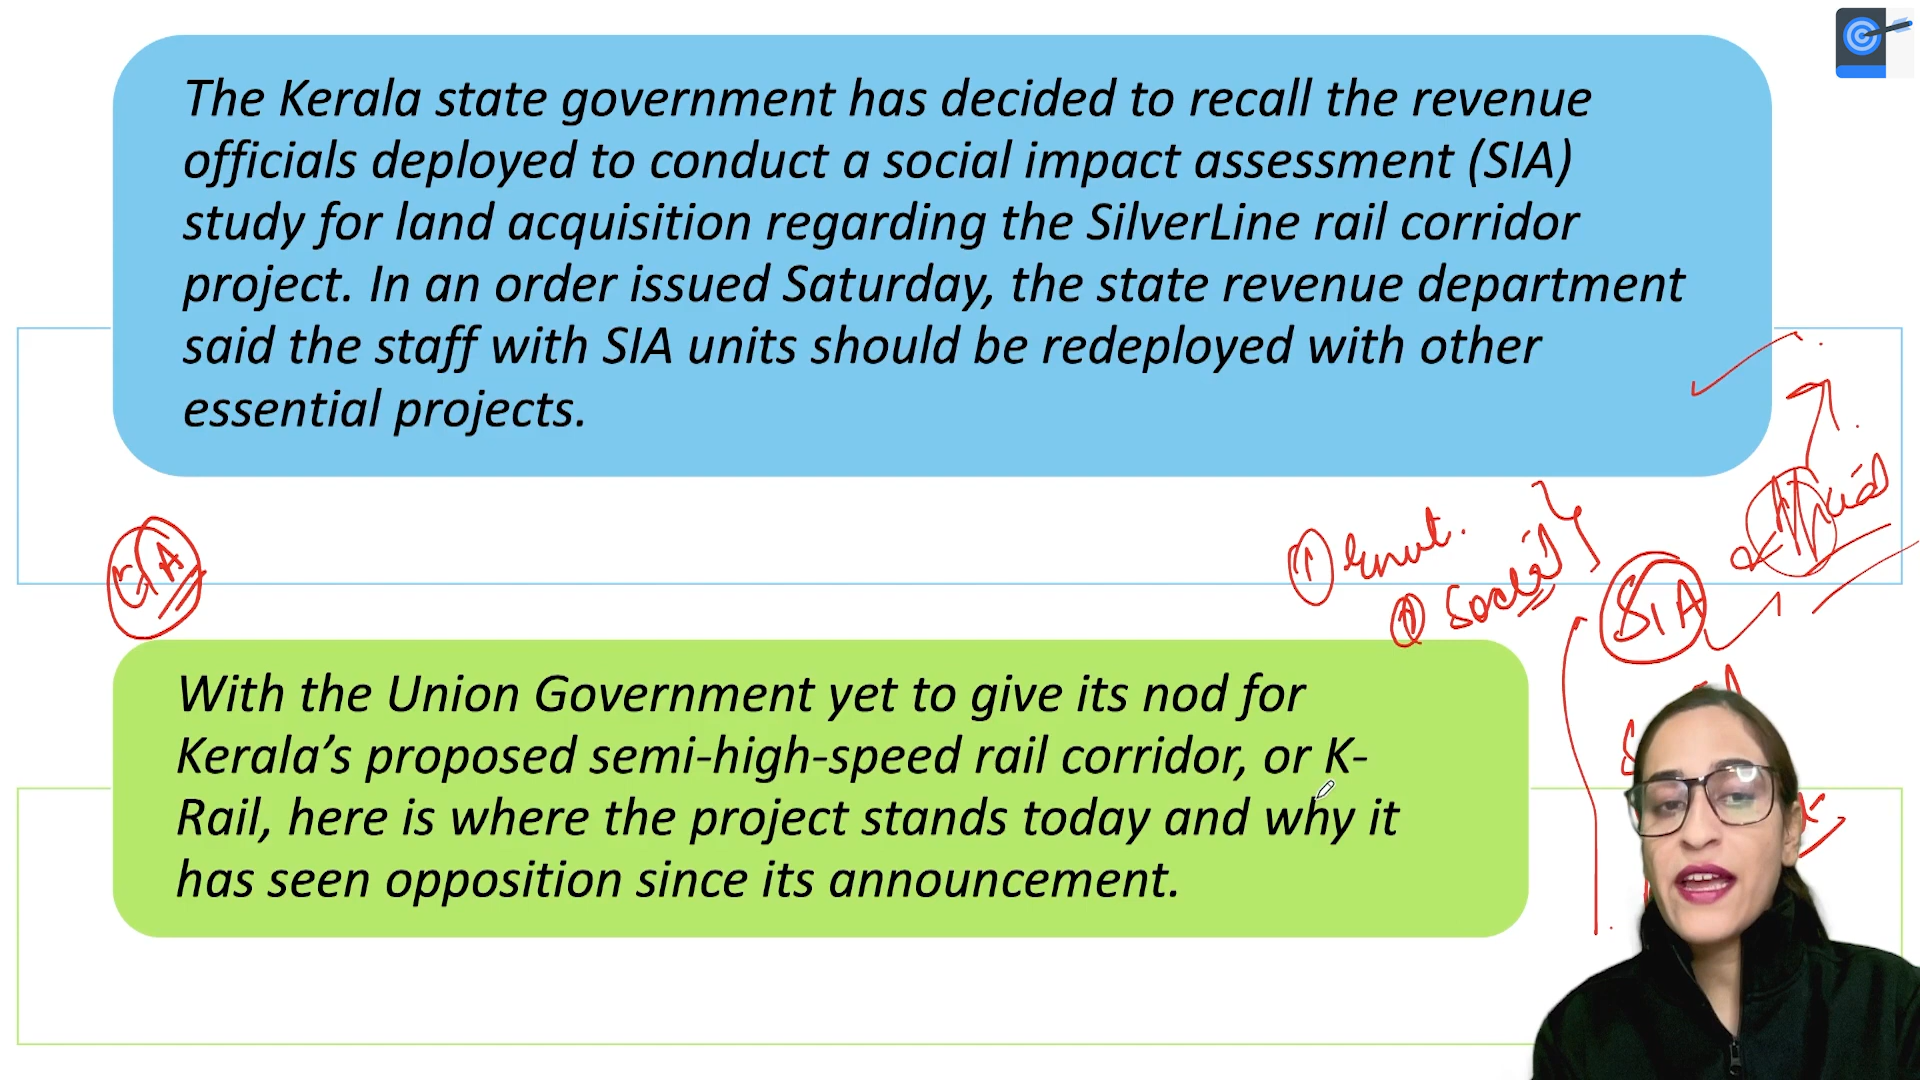 The Kerala state government has decided to recall the revenue
officials deployed to conduct a social impact assessment (SIA)
study for land acquisition regarding the SilverLine rail corridor
project. In an order issued Saturday, the state revenue department
said the staff with SIA units should be redeployed with other
essential projects.
① Envt.
② Social
SIA
With the Union Government yet to give its nod for
Kerala’s proposed semi-high-speed rail corridor, or K-
Rail, here is where the project stands today and why it
has seen opposition since its announcement.